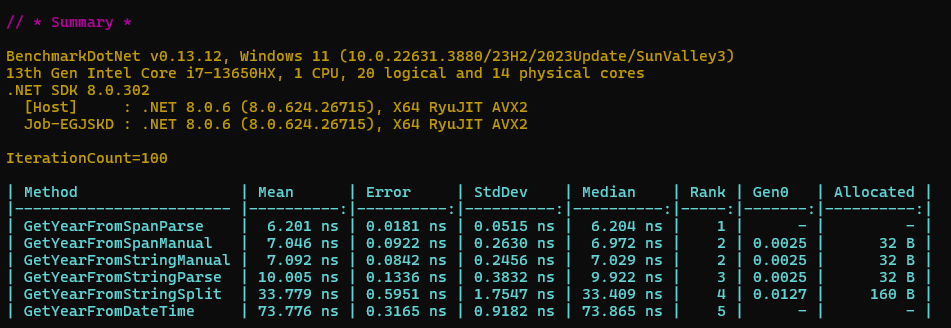 // * Summary *
BenchmarkDotNet v0.13.12, Windows 11 (10.0.22631.3880/23H2/2023Update/SunValley3)
13th Gen Intel Core i7-13650HX, 1 CPU, 20 logical and 14 physical cores
.NET SDK 8.0.302
  [Host]     : .NET 8.0.6 (8.0.624.26715), X64 RyuJIT AVX2
  Job-EGJSKD : .NET 8.0.6 (8.0.624.26715), X64 RyuJIT AVX2
IterationCount=100
| Method                  | Mean      | Error     | StdDev    | Median    | Rank | Gen0   | Allocated |
|------------------------ |----------:|----------:|----------:|----------:|-----:|-------:|----------:|
| GetYearFromSpanParse    |  6.201 ns | 0.0181 ns | 0.0515 ns |  6.204 ns |    1 |      - |         - |
| GetYearFromSpanManual   |  7.046 ns | 0.0922 ns | 0.2630 ns |  6.972 ns |    2 | 0.0025 |      32 B |
| GetYearFromStringManual |  7.092 ns | 0.0842 ns | 0.2456 ns |  7.029 ns |    2 | 0.0025 |      32 B |
| GetYearFromStringParse  | 10.005 ns | 0.1336 ns | 0.3832 ns |  9.922 ns |    3 | 0.0025 |      32 B |
| GetYearFromStringSplit  | 33.779 ns | 0.5951 ns | 1.7547 ns | 33.409 ns |    4 | 0.0127 |     160 B |
| GetYearFromDateTime     | 73.776 ns | 0.3165 ns | 0.9182 ns | 73.865 ns |    5 |      - |         - |